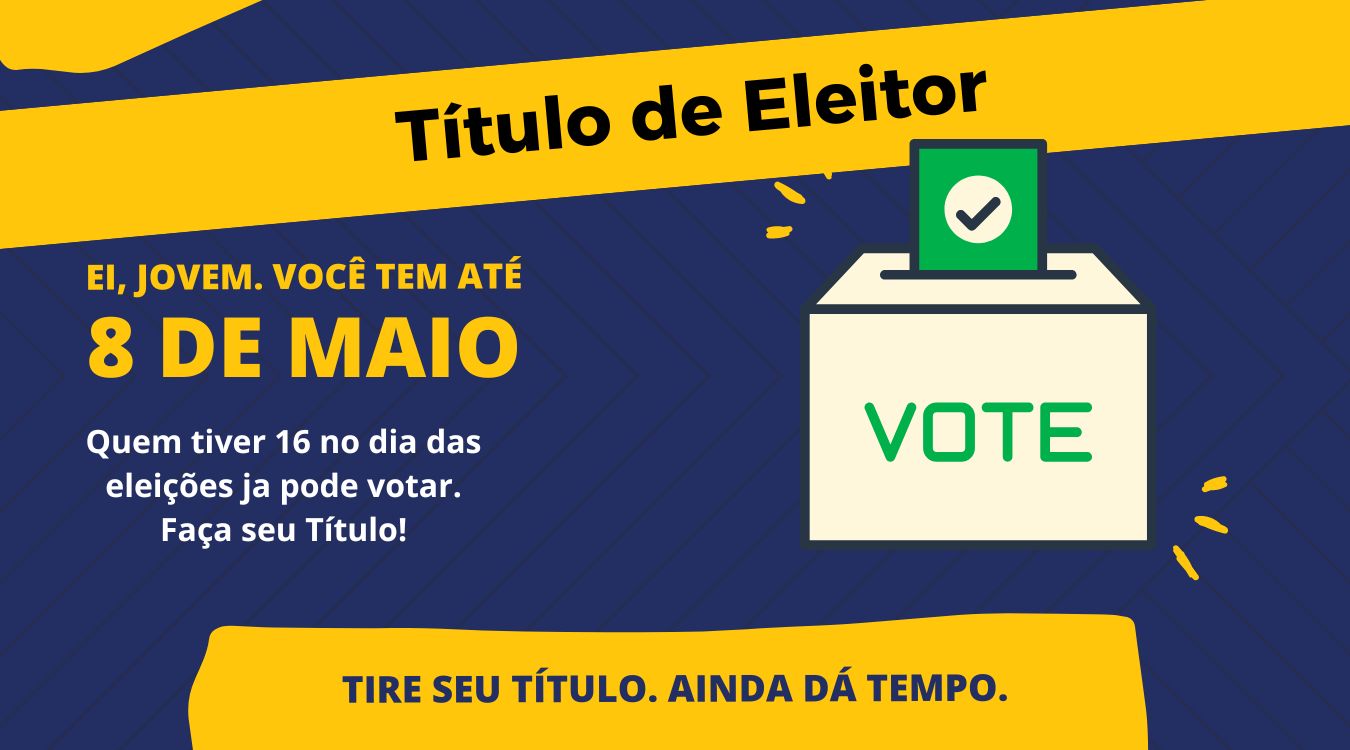 Título de Eleitor
EI, JOVEM. VOCÊ TEM ATÉ
8 DE MAIO
Quem tiver 16 no dia das
eleições ja pode votar.
Faça seu Título!
VOTE
TIRE SEU TÍTULO. AINDA DÁ TEMPO.